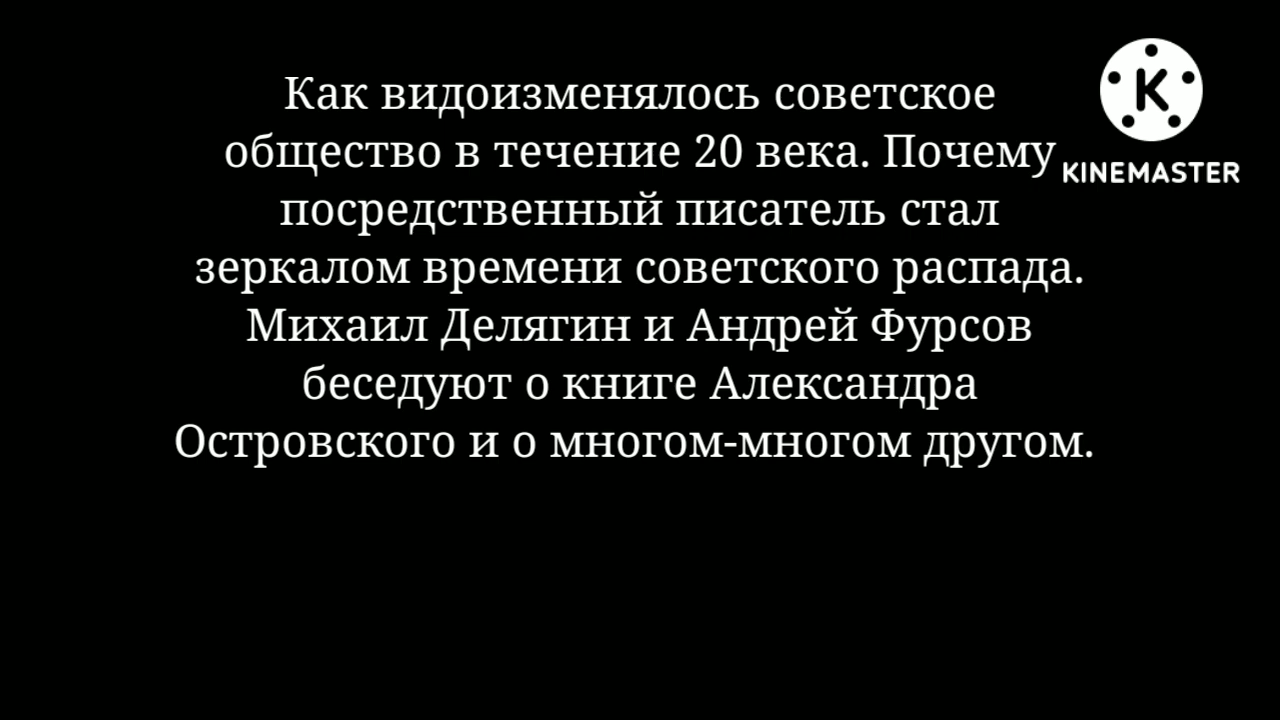 Как видоизменялось советское
общество в течение 20 века. Почему
посредственный писатель стал
зеркалом времени советского распада.
Михаил Делягин и Андрей Фурсов
беседуют о книге Александра
Островского и о многом-многом другом.
K
KINEMASTER